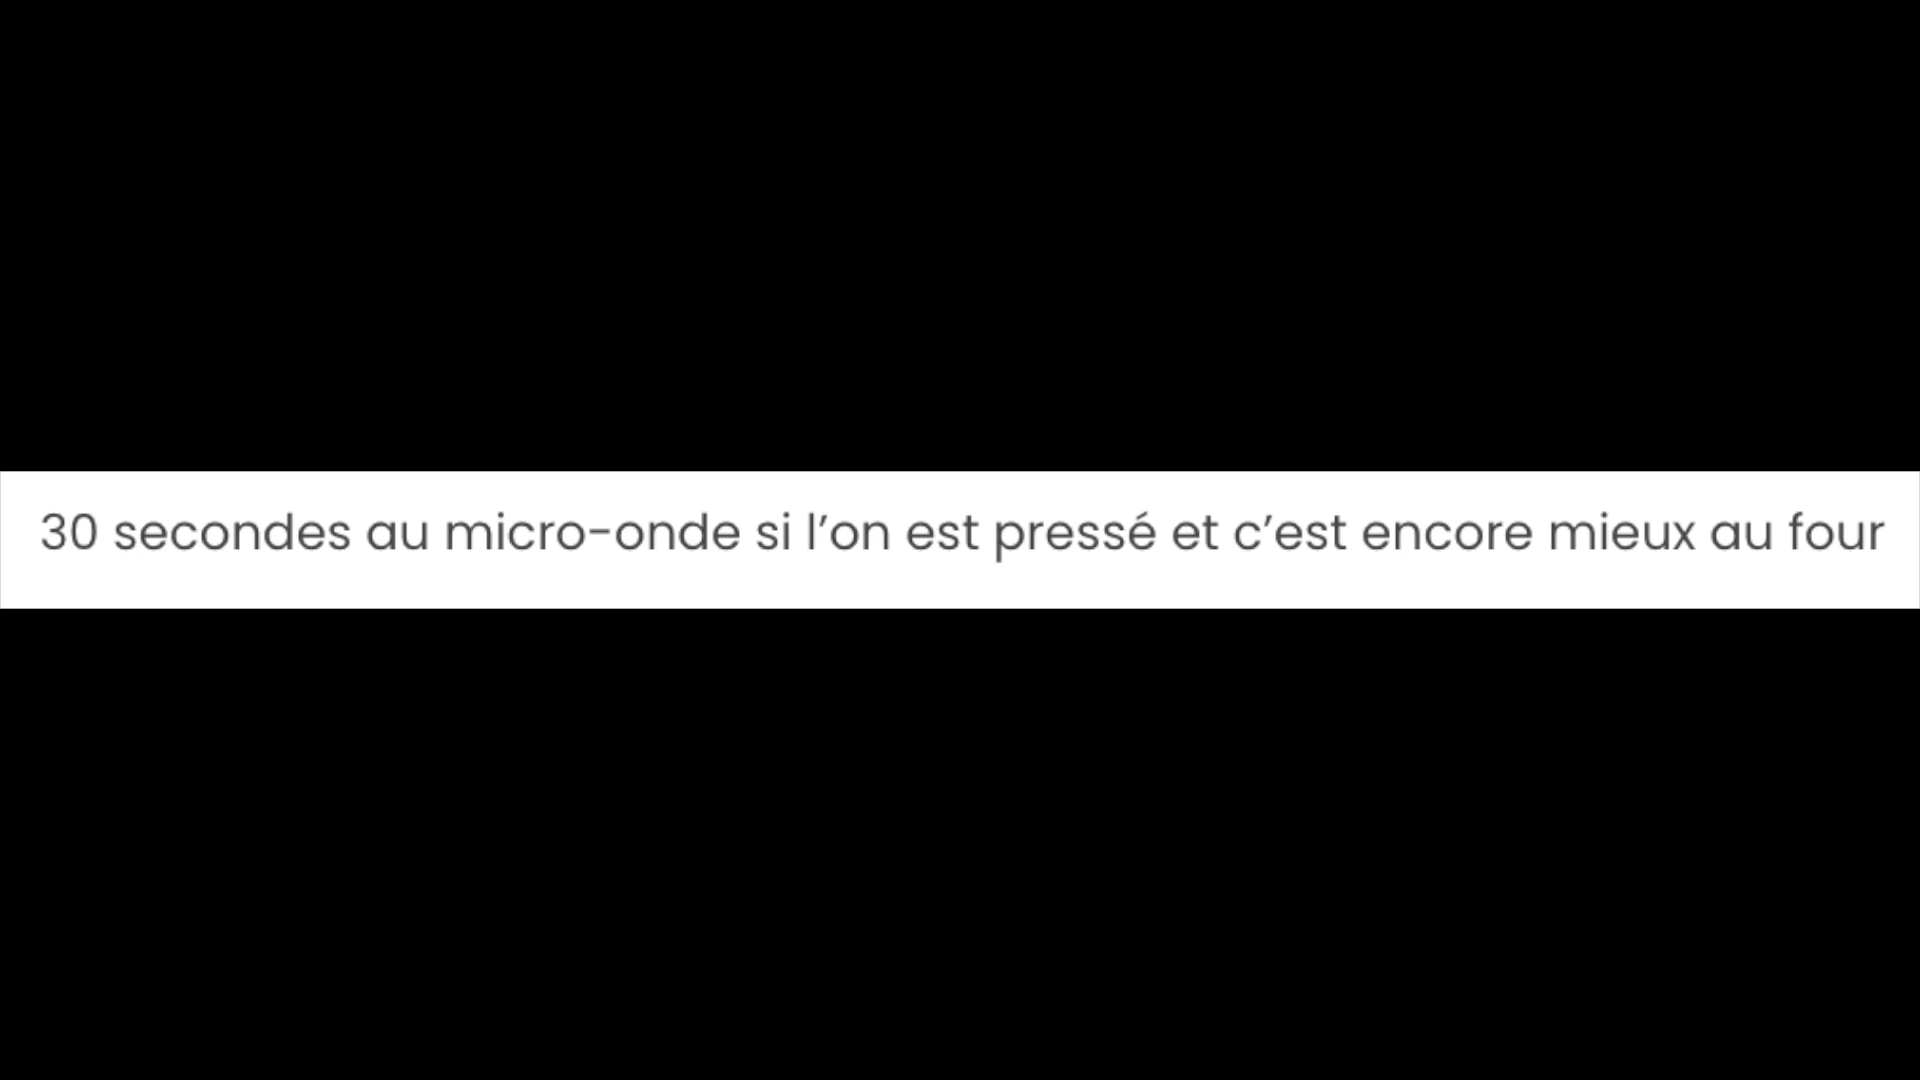 30 secondes au micro-onde si l’on est pressé et c’est encore mieux au four